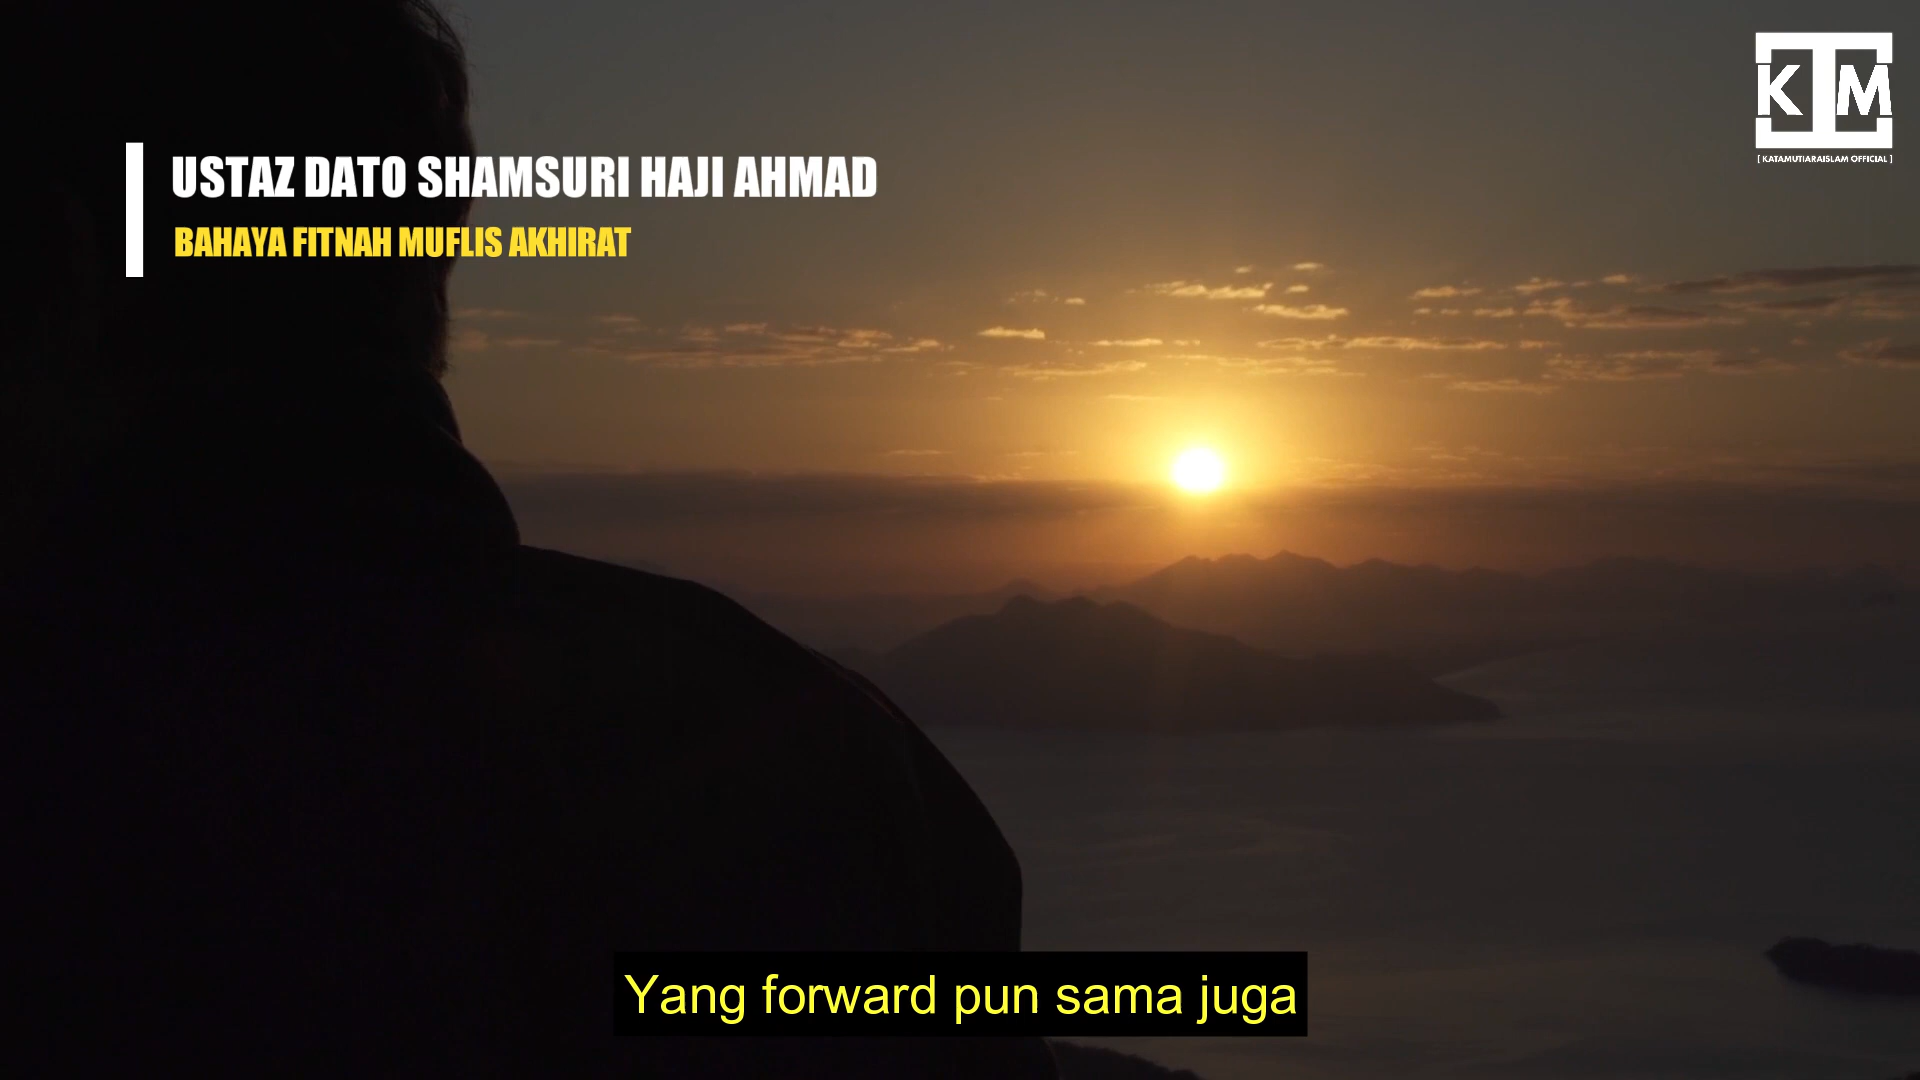 USTAZ DATO SHAMSURI HAJI AHMAD
BAHAYA FITNAH MUFLIS AKHIRAT
KTM
[ KATAMUTIARAISLAM OFFICIAL ]
Yang forward pun sama juga